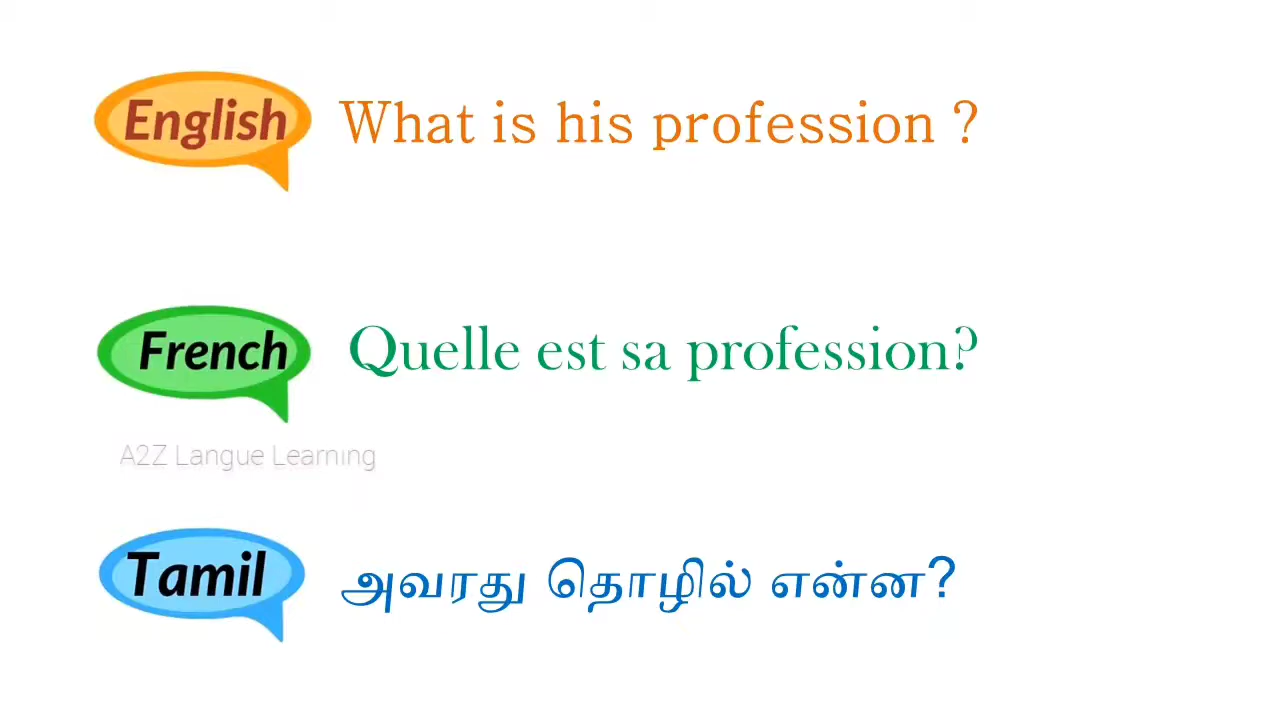 English What is his profession ?
French Quelle est sa profession?
A2Z Langue Learning
Tamil அவரது தொழில் என்ன?